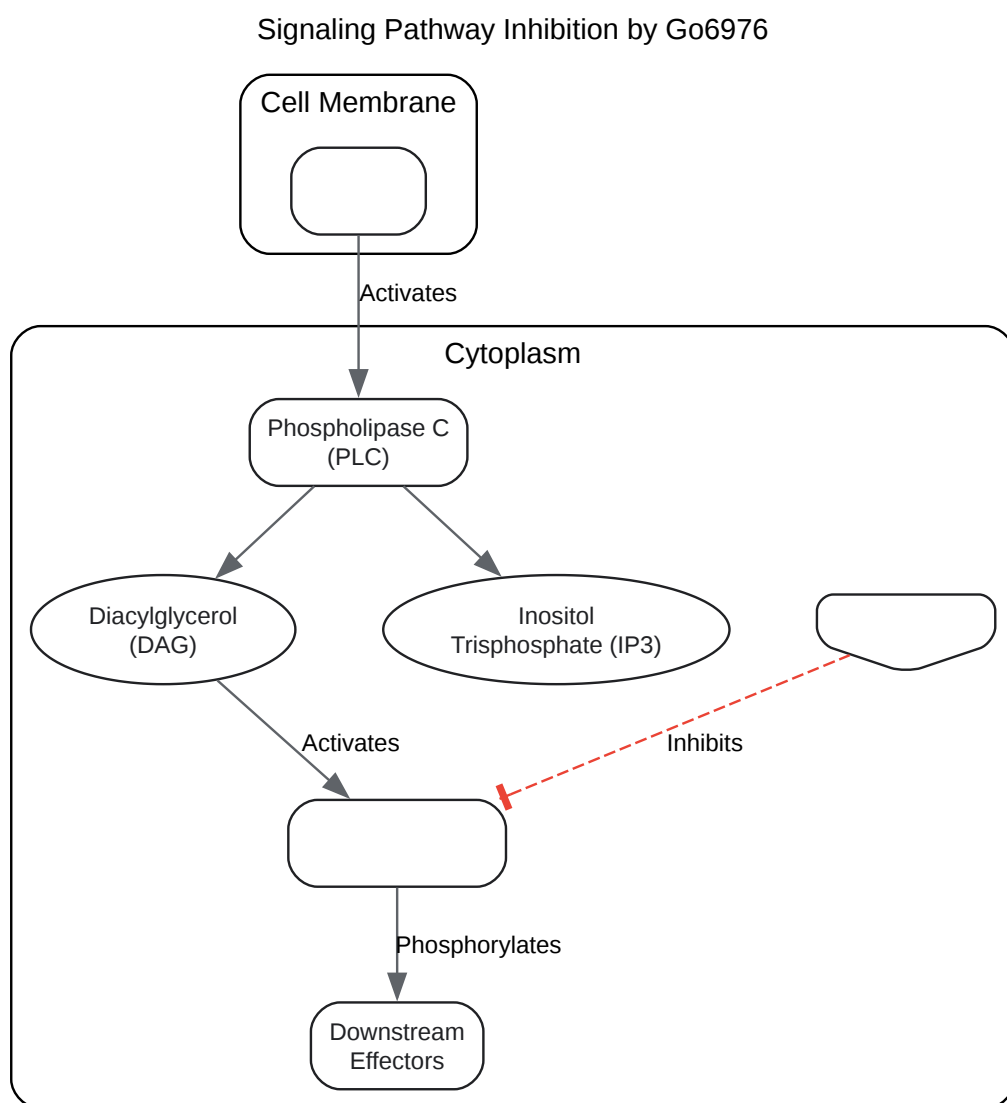 Signaling Pathway Inhibition by Go6976
Cell Membrane
Activates
Cytoplasm
Phospholipase C
(PLC)
Diacylglycerol
(DAG)
Inositol
Trisphosphate (IP3)
Activates
Inhibits
Phosphorylates
Downstream
Effectors